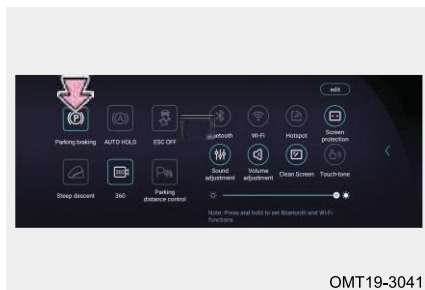 edit
Parking braking
AUTO HOLD
ESC OFF
Wi-Fi
Hotspot
Screen
protection
Steep descent
360
Parking
distance control
Sound
adjustment
Volume
adjustment
Clean Screen
Touch-tone
Note: Press and hold to set Bluetooth and Wi-Fi
functions
OMT19-3041